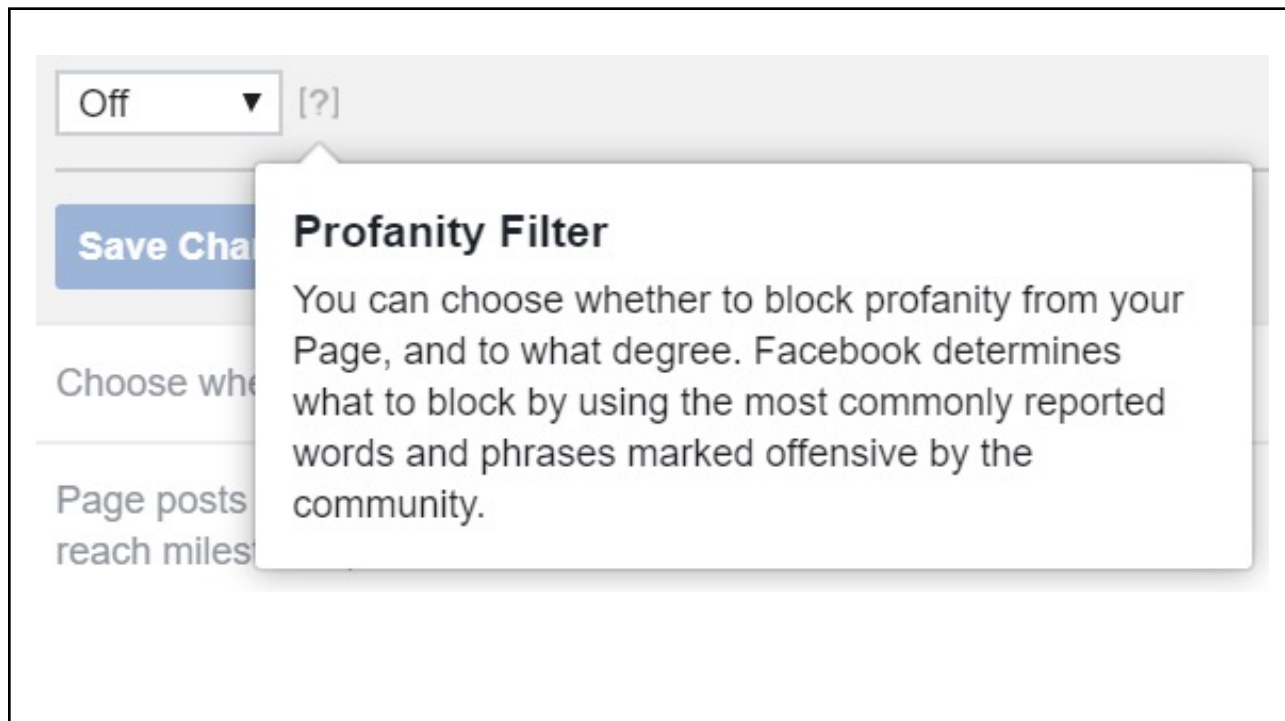 Off ▼ [?]
Profanity Filter
Save Cha
You can choose whether to block profanity from your
Page, and to what degree. Facebook determines
what to block by using the most commonly reported
words and phrases marked offensive by the
community.
Choose whe
Page posts
reach miles